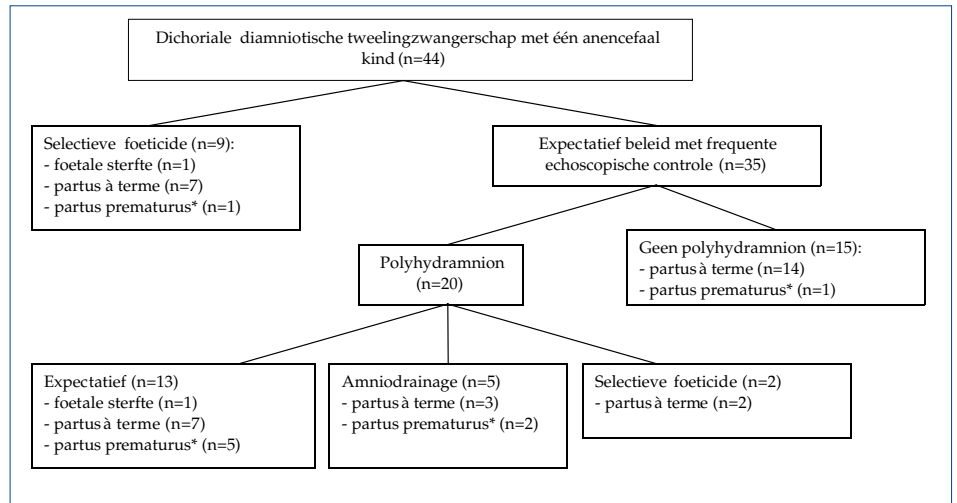 Dichoriale diamniotische tweelingzwangerschap met één anencefaal
kind (n=44)
Selectieve foeticide (n=9):
- foetale sterfte (n=1)
- partus à terme (n=7)
- partus prematurus* (n=1)
Expectatief beleid met frequente
echoscopische controle (n=35)
Polyhydramnion
(n=20)
Geen polyhydramnion (n=15):
- partus à terme (n=14)
- partus prematurus* (n=1)
Expectatief (n=13)
- foetale sterfte (n=1)
- partus à terme (n=7)
- partus prematurus* (n=5)
Amniodrainage (n=5)
- partus à terme (n=3)
- partus prematurus* (n=2)
Selectieve foeticide (n=2)
- partus à terme (n=2)